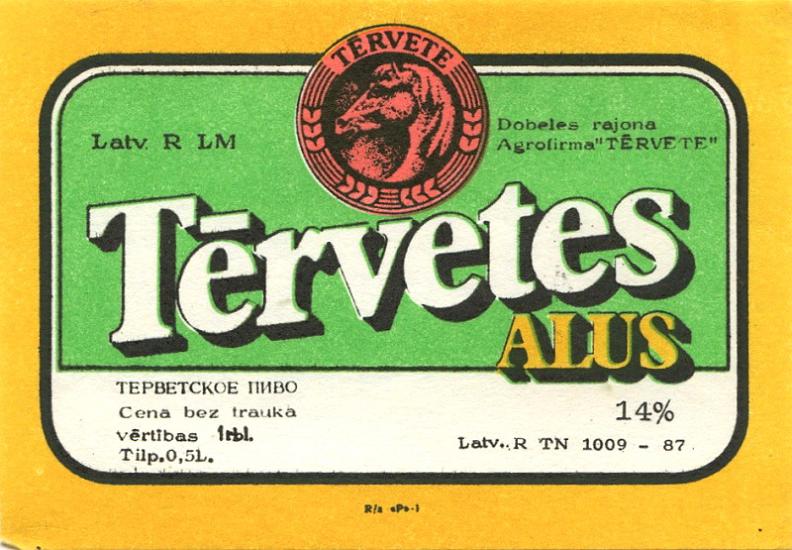 TĒRVETE
Latv. R LM
Dobeles rajona
Agrofirma "TĒRVETE"
Tērvetes
ALUS
ТЕРВЕТСКОЕ ПИВО
Cena bez trauka
vērtības 1rbl.
Tilp.0,5L.
14%
Latv. R TN 1009 - 87
R/a «P»-1